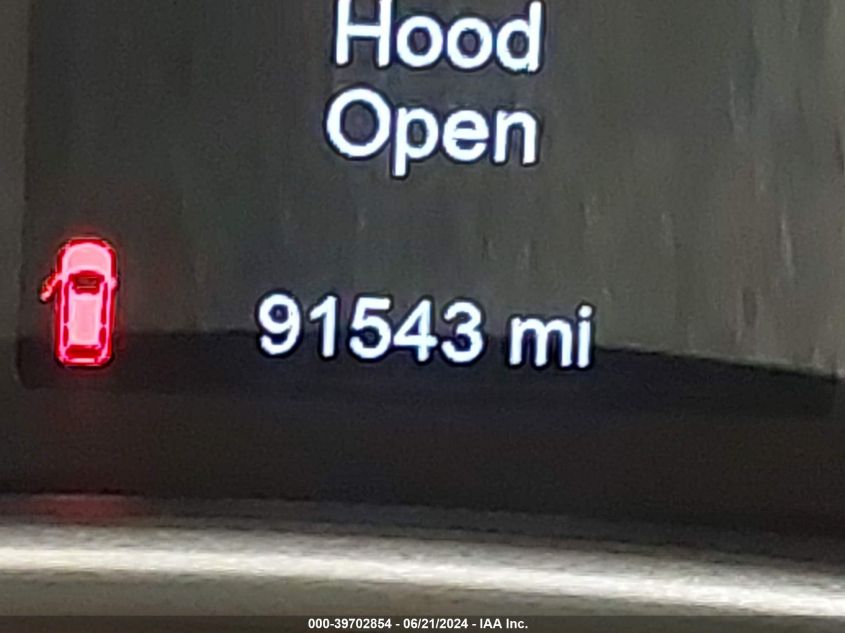 Hood
Open
91543 mi
000-39702854 - 06/21/2024 - IAA Inc.